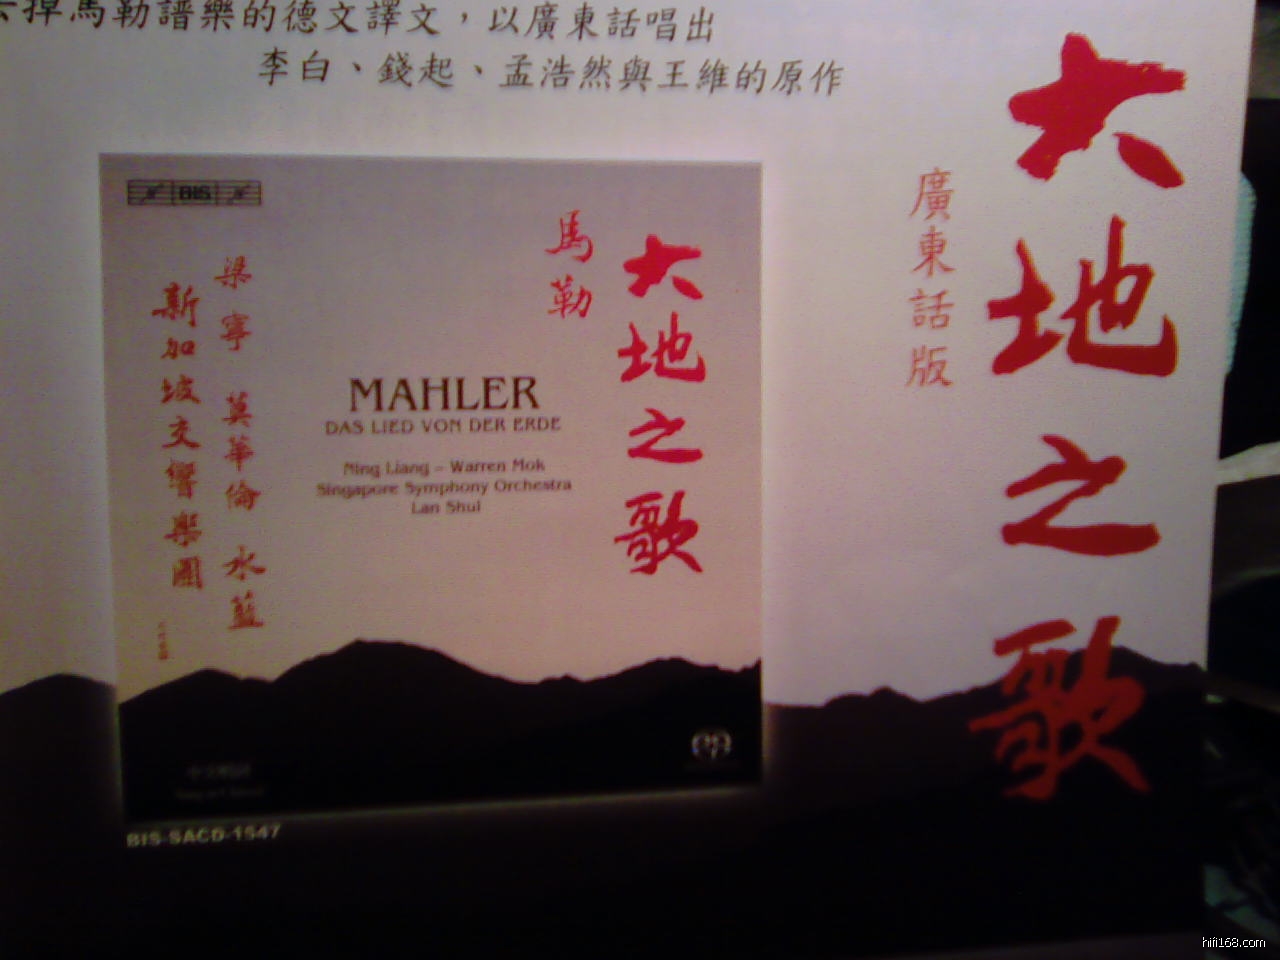 去掉馬勒譜樂的德文譯文，以廣東話唱出
李白、錢起、孟浩然與王維的原作
大地之歌
廣東話版
BIS
馬勒
大地之歌
MAHLER
DAS LIED VON DER ERDE
Ning Liang – Warren Mok
Singapore Symphony Orchestra
Lan Shui
梁寧 莫華倫 水藍
新加坡交響樂團
BIS-SACD-1547
hifi168.com